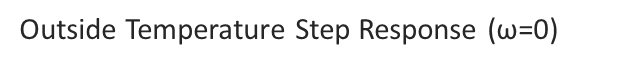 Outside Temperature Step Response (ω=0)